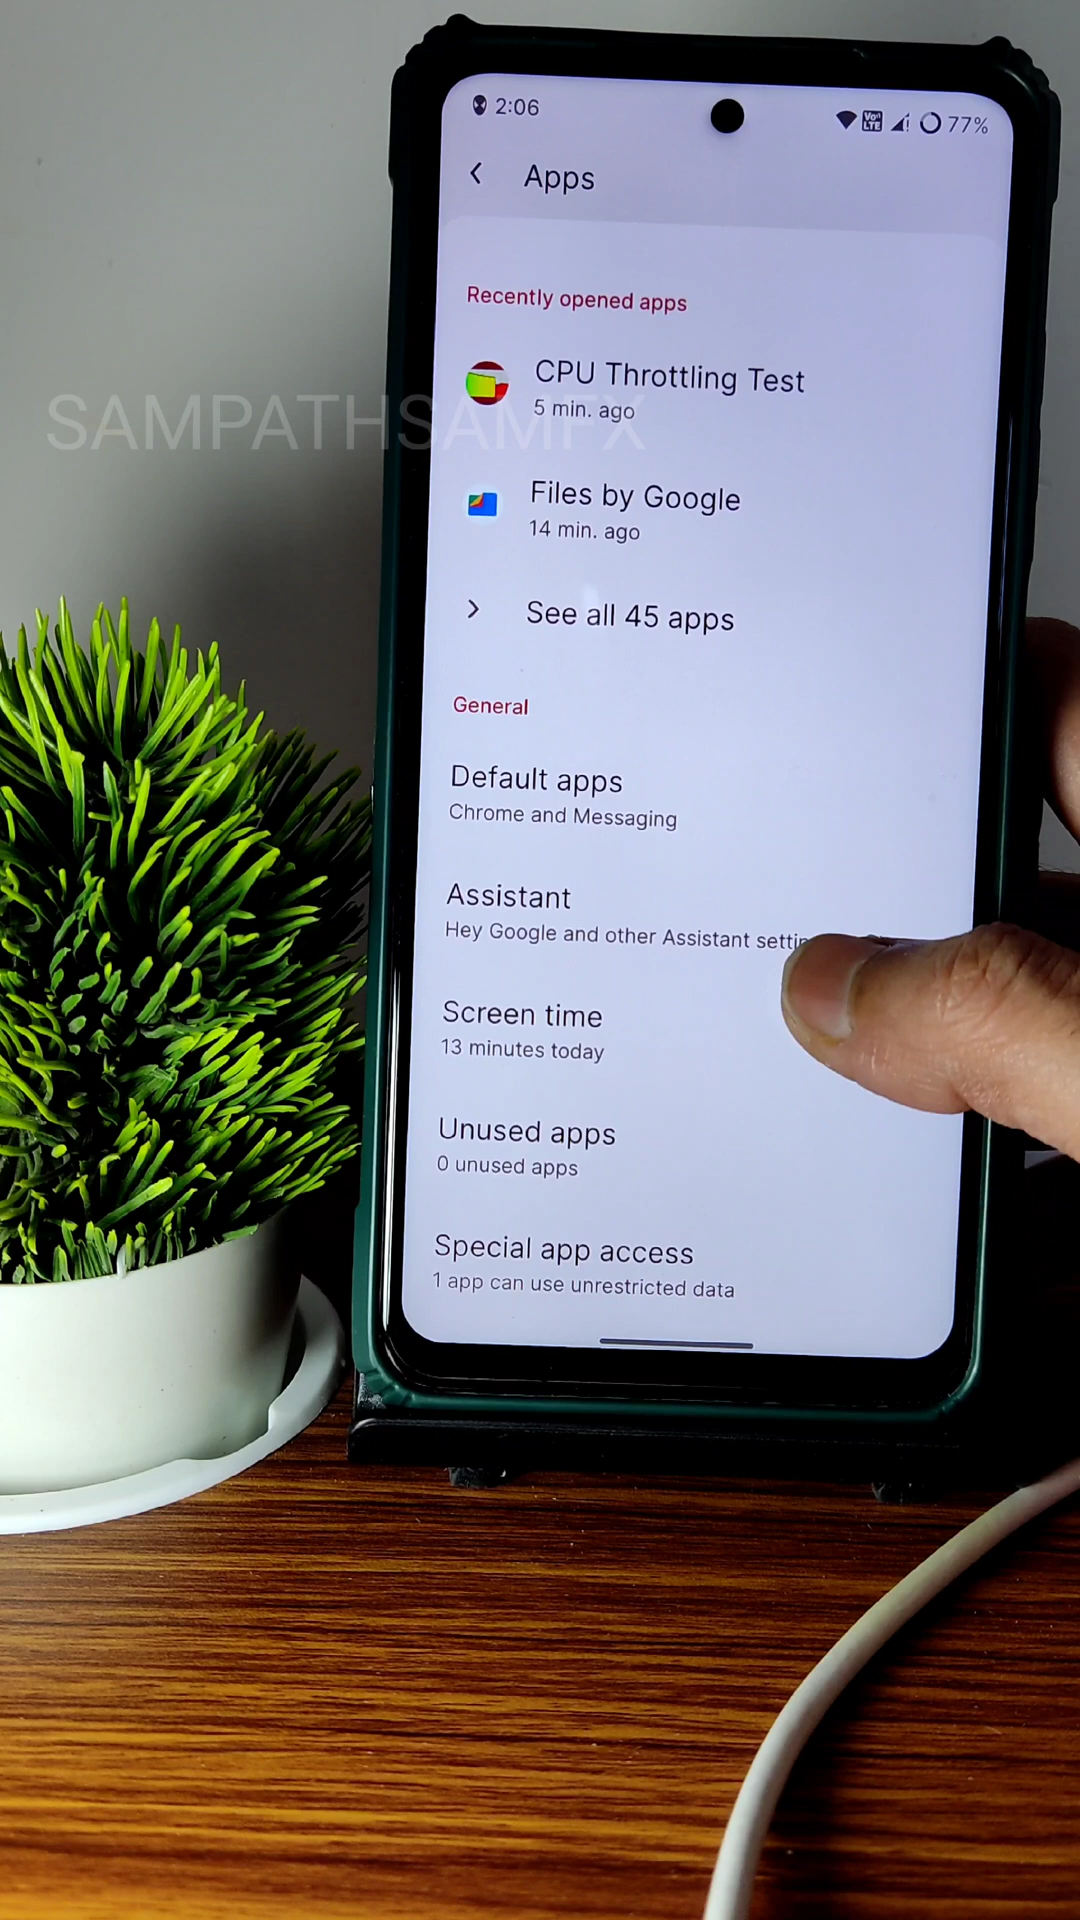 2:06
Vo)) LTE
77%
Apps
Recently opened apps
CPU Throttling Test
5 min. ago
SAMPATHSAMFX
Files by Google
14 min. ago
See all 45 apps
General
Default apps
Chrome and Messaging
Assistant
Hey Google and other Assistant
Screen time
13 minutes today
Unused apps
0 unused apps
Special app access
1 app can use unrestricted data